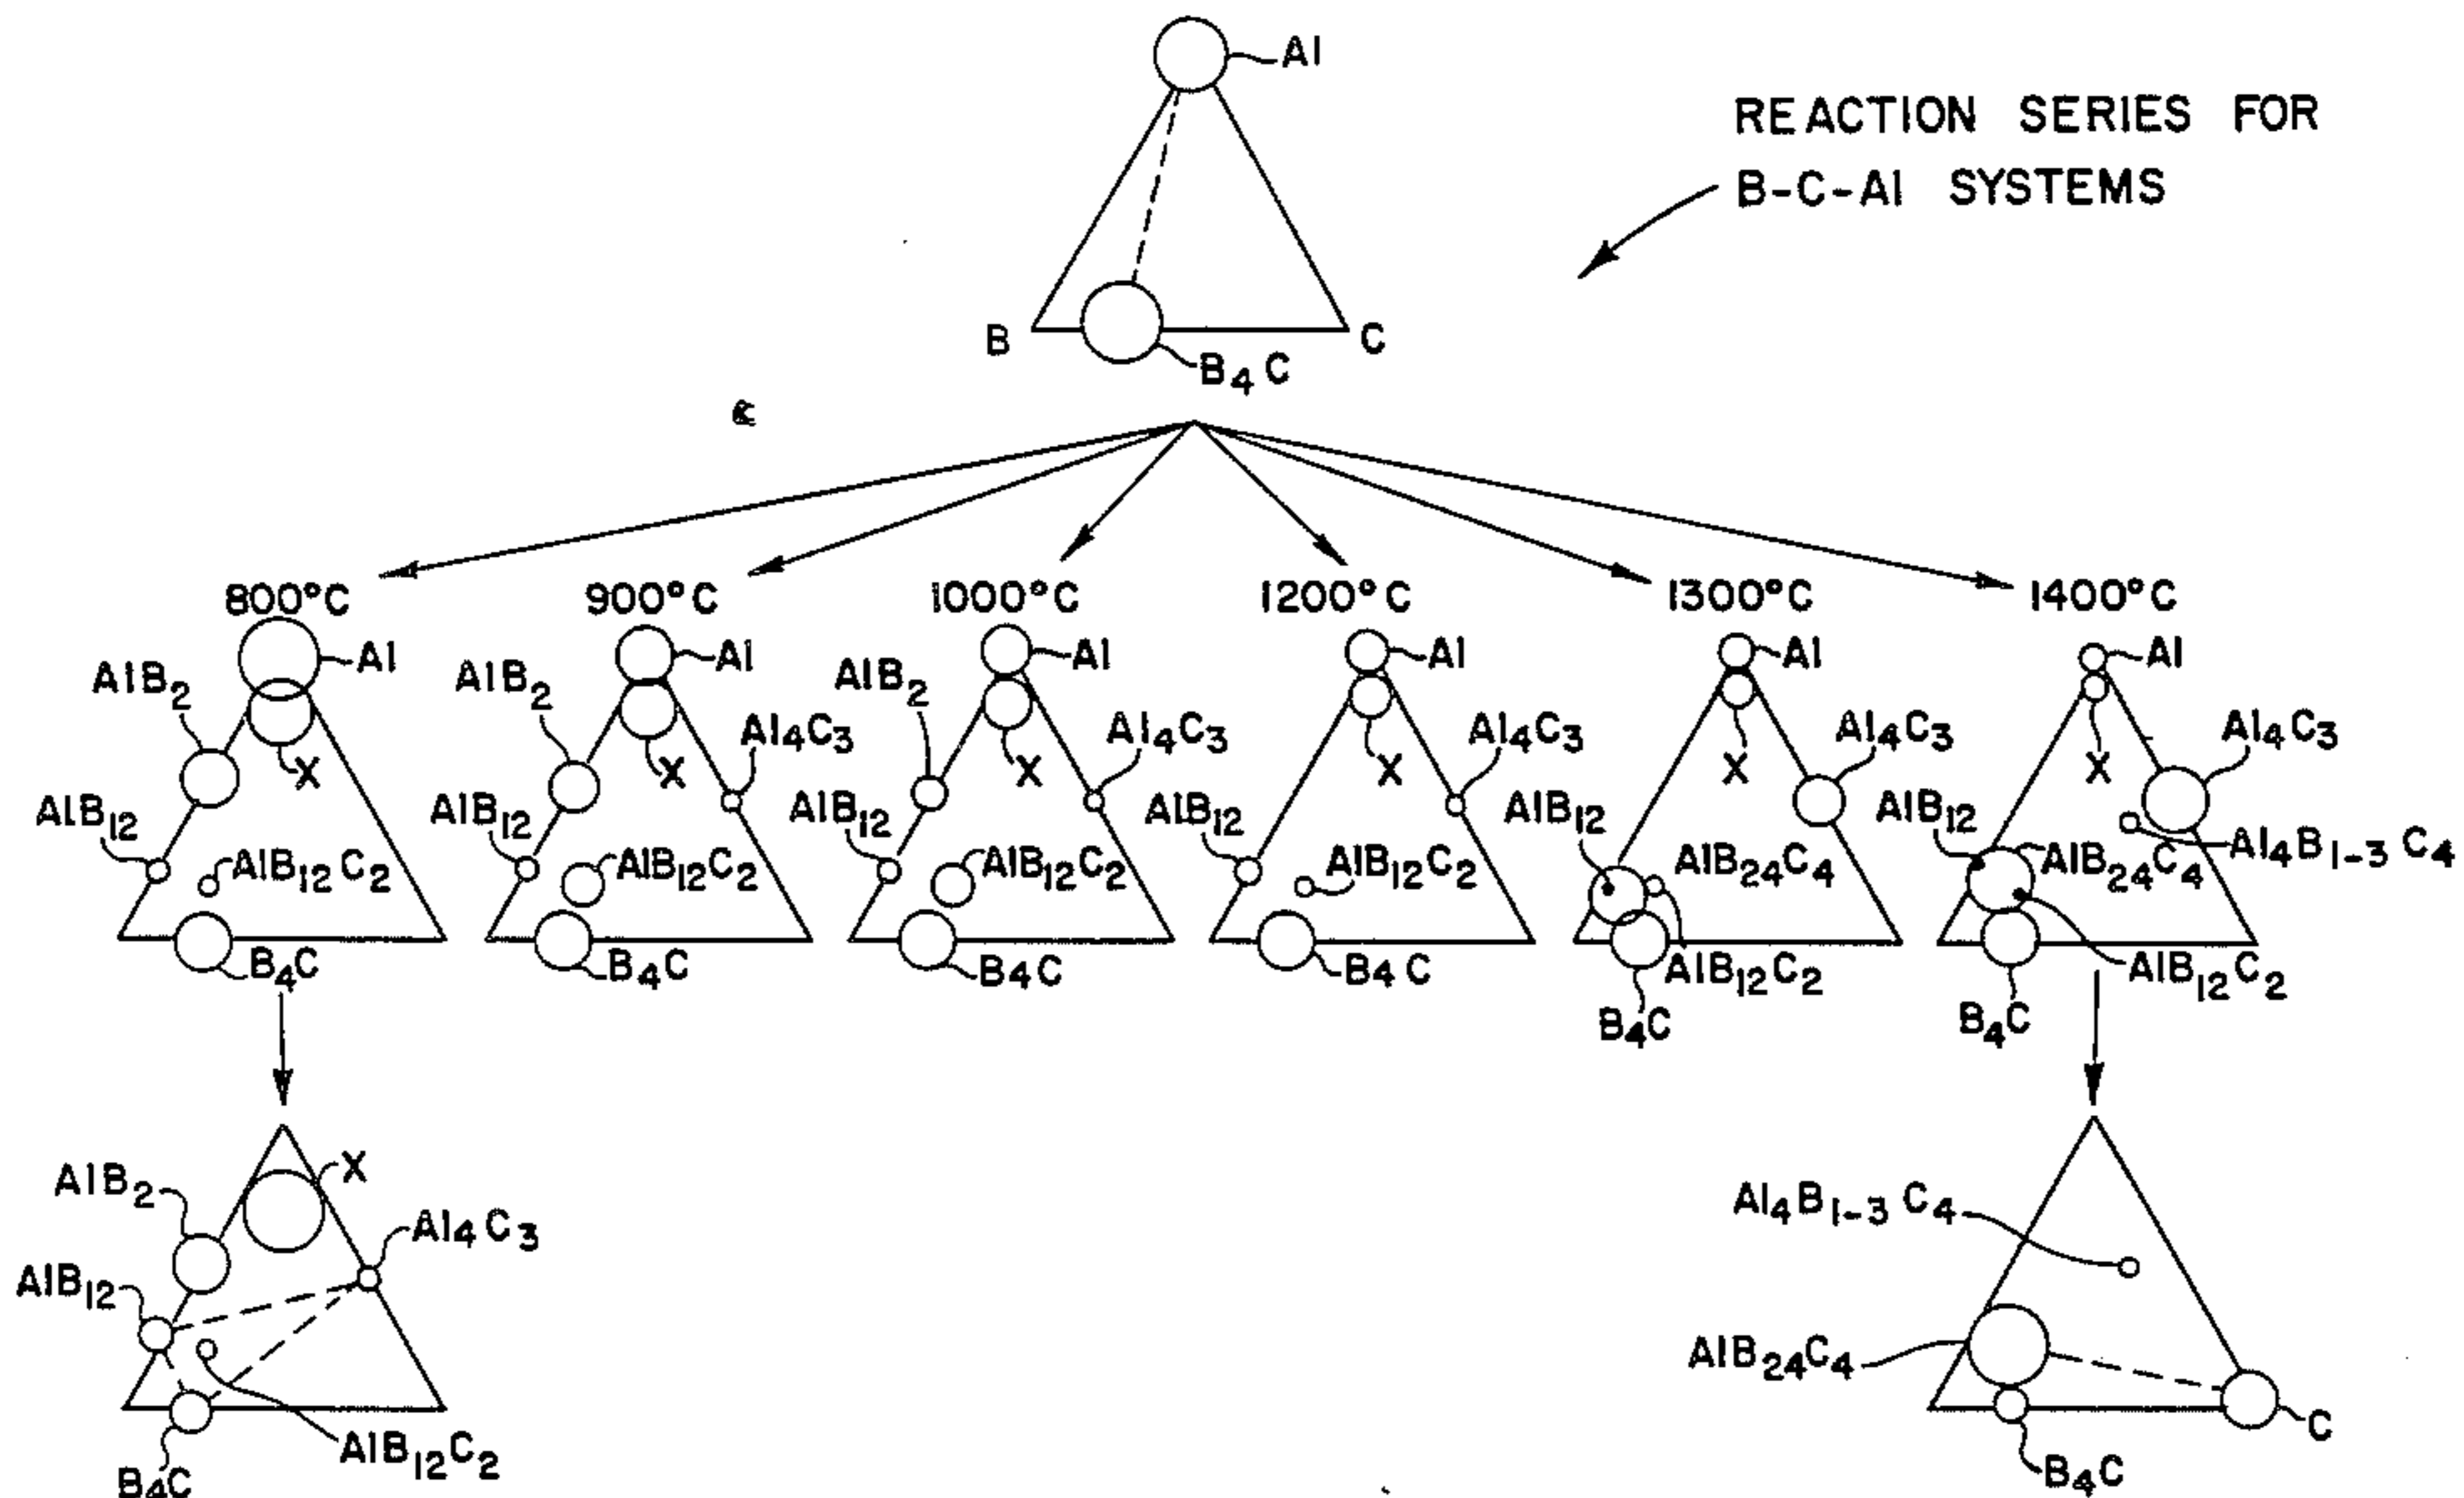 Al
REACTION SERIES FOR
B-C-Al SYSTEMS
B
C
B4C
800°C
900°C
1000°C
1200°C
1300°C
1400°C
Al
AlB2
X
AlB12
AlB12C2
B4C
Al
AlB2
X
Al4C3
AlB12
AlB12C2
B4C
Al
AlB2
X
Al4C3
AlB12
AlB12C2
B4C
Al
X
Al4C3
AlB12
AlB12C2
B4C
Al
X
Al4C3
AlB12
AlB24C4
AlB12C2
B4C
Al
X
Al4C3
AlB12
AlB24C4
Al4B1-3C4
AlB12C2
B4C
X
AlB2
Al4C3
AlB12
AlB12C2
B4C
Al4B1-3C4
AlB24C4
C
B4C